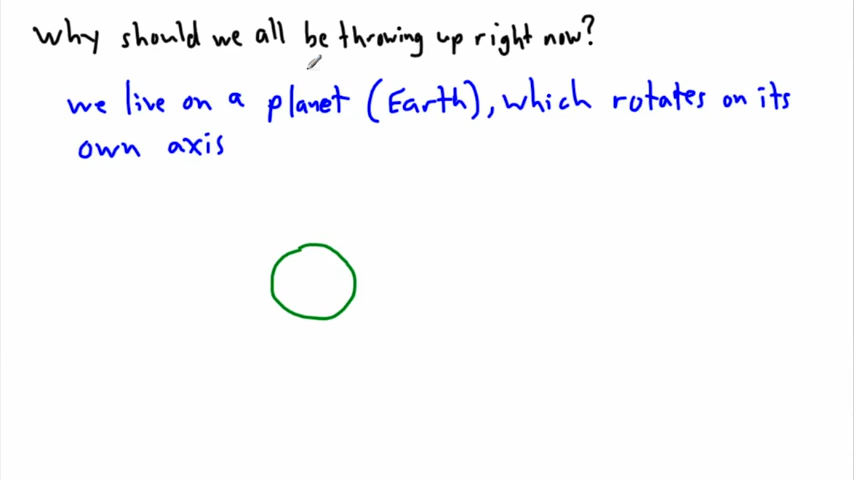 why should we all be throwing up right now?
we live on a planet (Earth), which rotates on its
own axis